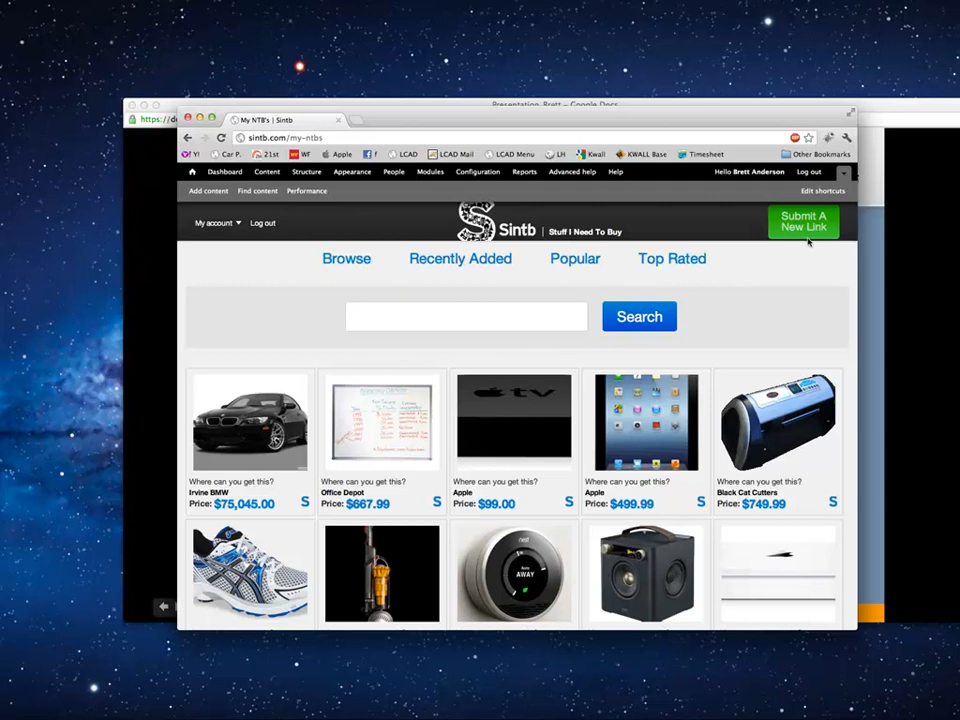 Presentation_Brett – Google Docs
https://d
My NTB's | Sintb
sintb.com/my-ntbs
Y! Car P. 21st WF Apple f LCAD LCAD Mail LCAD Menu LH Kwall KWALL Base Timesheet Other Bookmarks
Dashboard Content Structure Appearance People Modules Configuration Reports Advanced help Help Hello Brett Anderson Log out
Add content Find content Performance Edit shortcuts
My account Log out
S Sintb | Stuff I Need To Buy
Submit A
New Link
Browse Recently Added Popular Top Rated
Search
tv
Where can you get this? Where can you get this? Where can you get this? Where can you get this? Where can you get this?
Irvine BMW Office Depot Apple Apple Black Cat Cutters
Price: $75,045.00 S Price: $667.99 S Price: $99.00 S Price: $499.99 S Price: $749.99 S
nest
Auto
AWAY